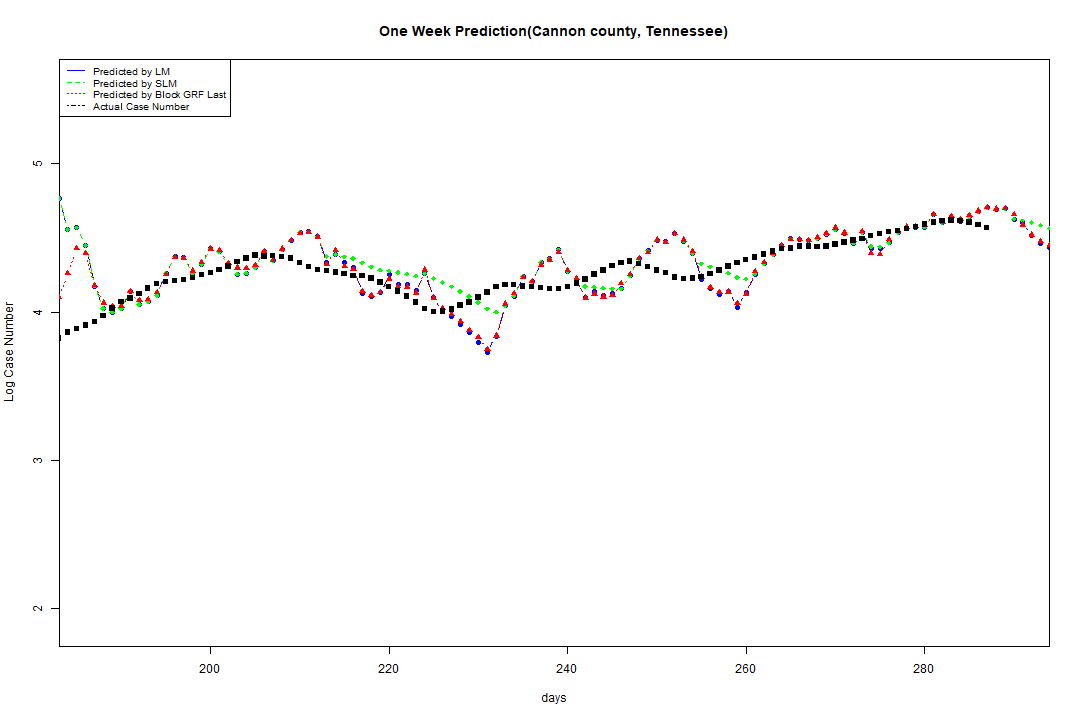 One Week Prediction(Cannon county, Tennessee)
Predicted by LM
Predicted by SLM
Predicted by Block GRF Last
Actual Case Number
5
4
3
2
Log Case Number
200 220 240 260 280
days